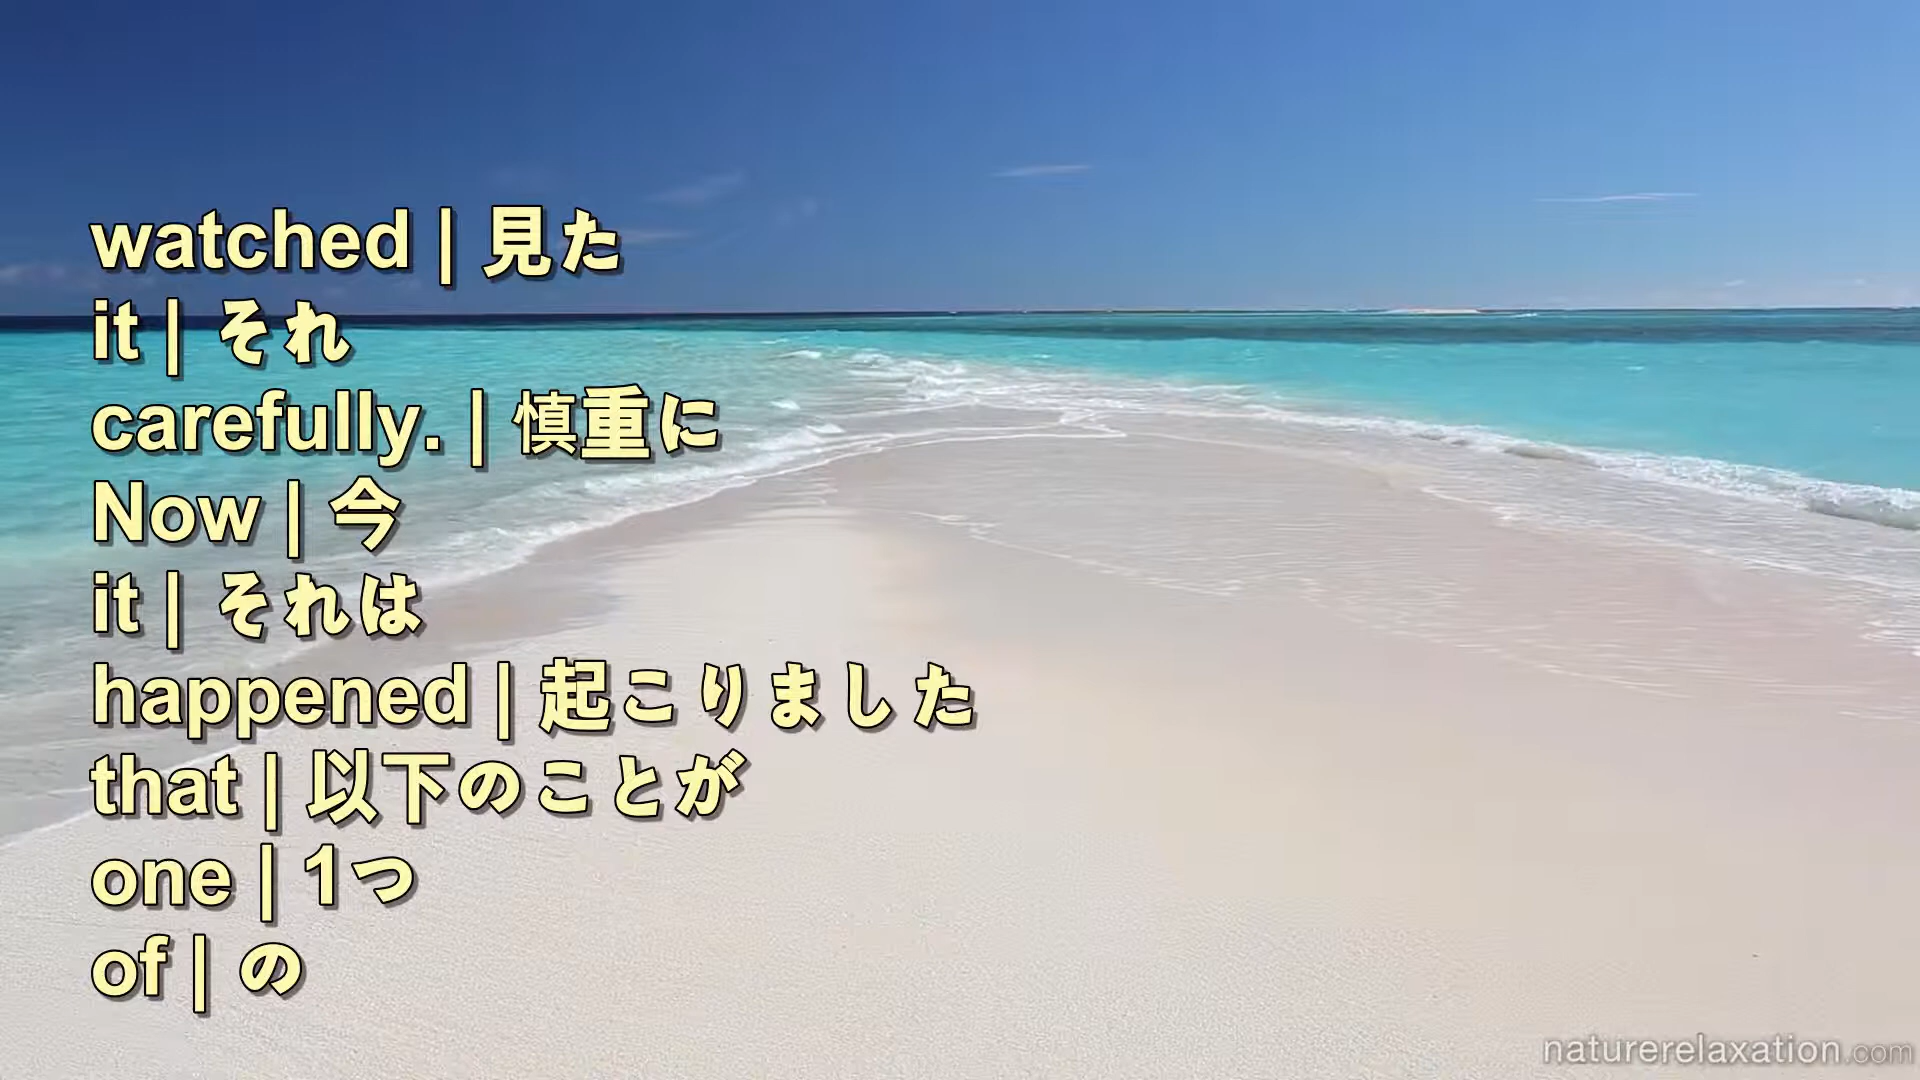 watched | 見た
it | それ
carefully. | 慎重に
Now | 今
it | それは
happened | 起こりました
that | 以下のことが
one | 1つ
of | の
naturerelaxation.com